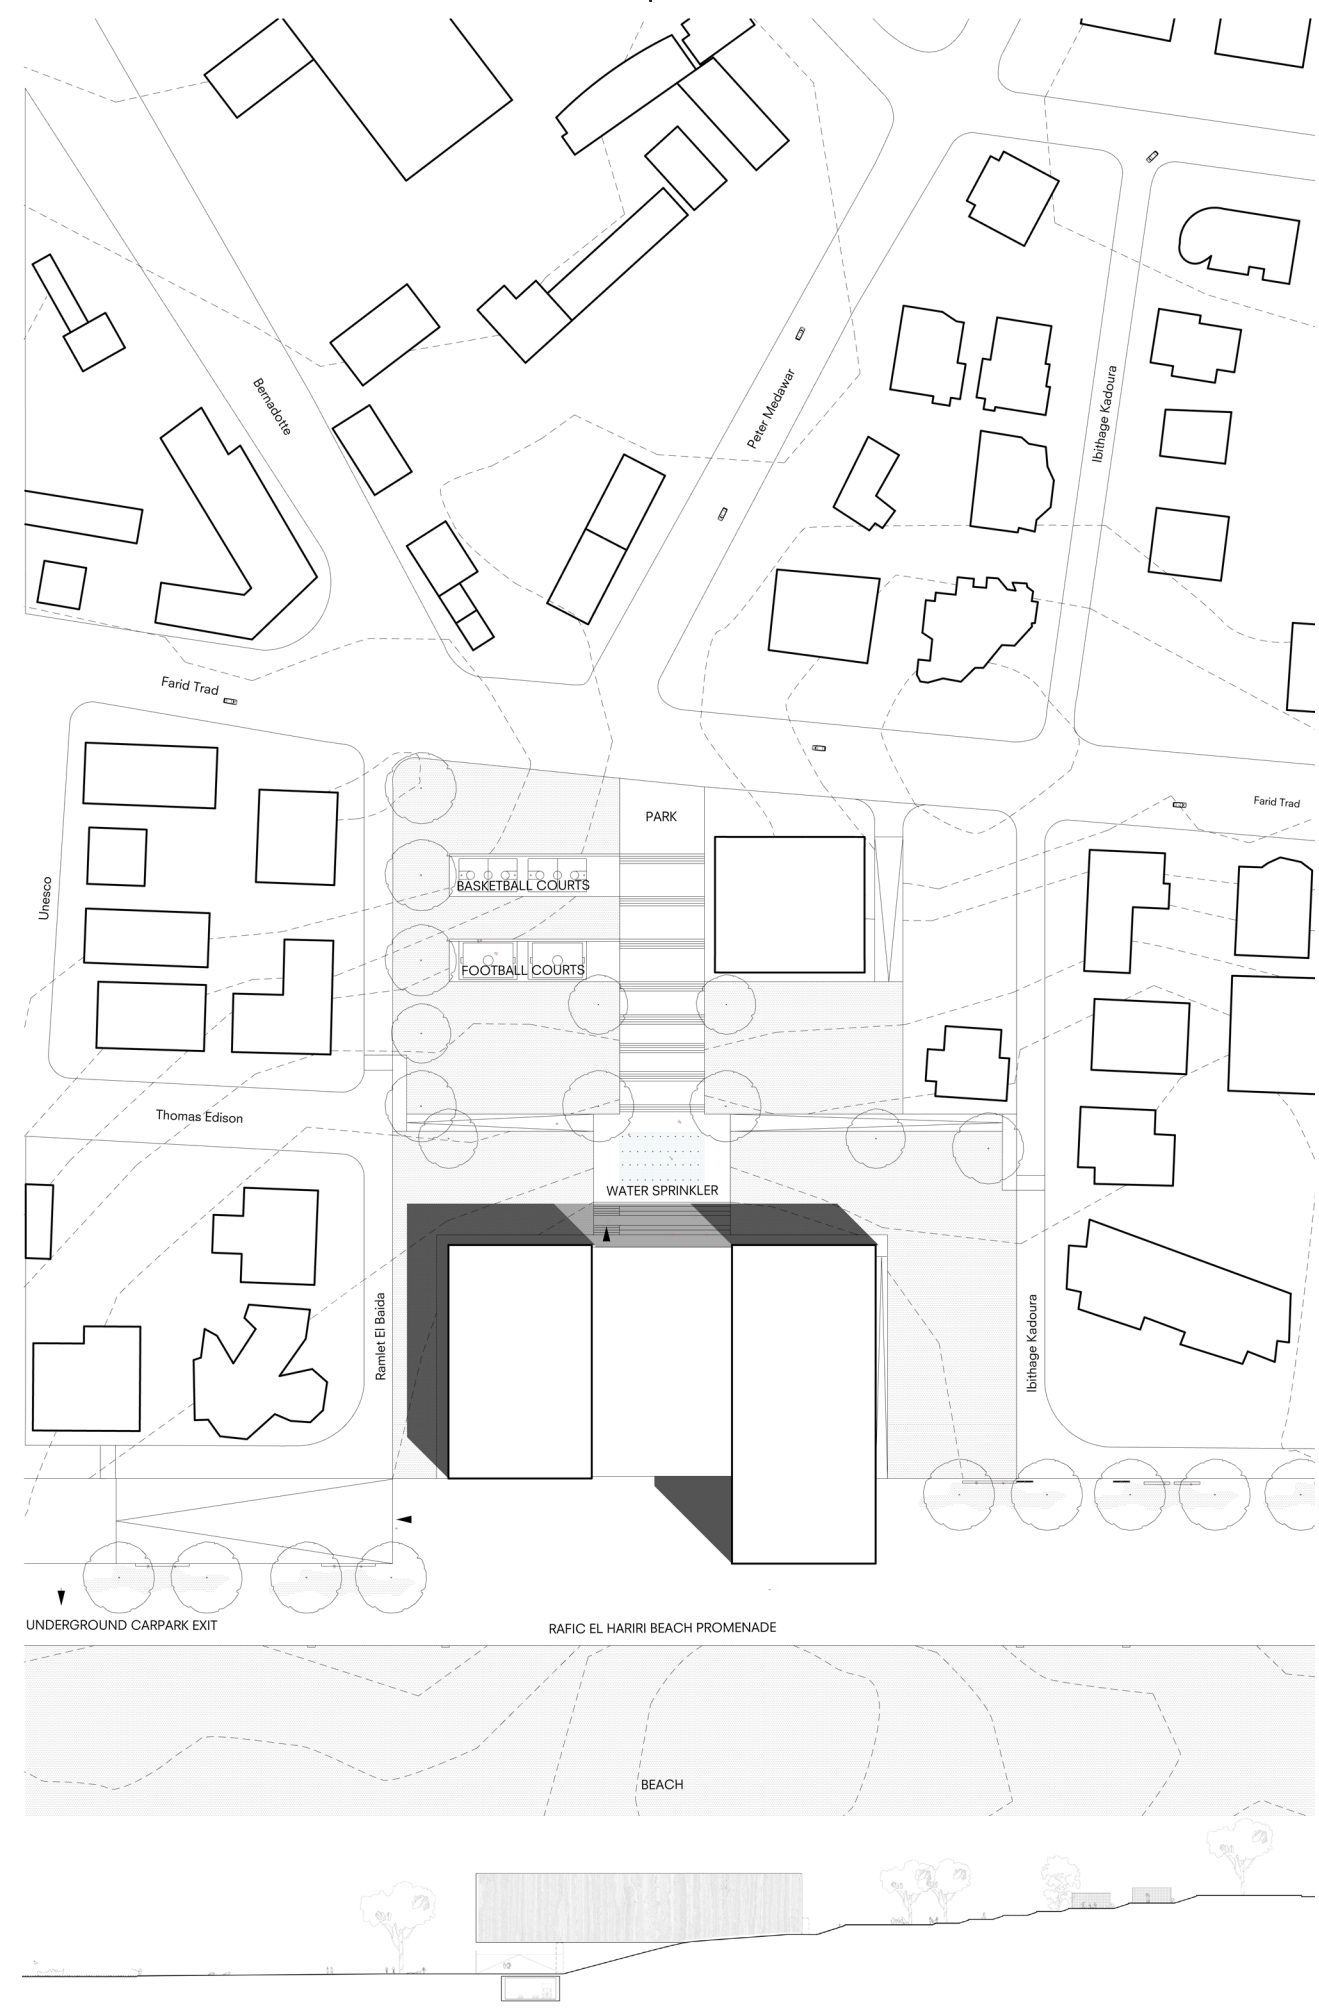 Bernadotte
Peter Medawar
Ibithage Kadoura
Farid Trad
Farid Trad
PARK
BASKETBALL COURTS
Unesco
FOOTBALL COURTS
Thomas Edison
WATER SPRINKLER
Ramlet El Baida
Ibithage Kadoura
UNDERGROUND CARPARK EXIT
RAFIC EL HARIRI BEACH PROMENADE
BEACH